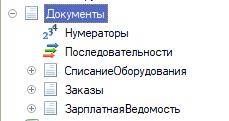 Документы
Нумераторы
Последовательности
СписаниеОборудования
Заказы
ЗарплатнаяВедомость